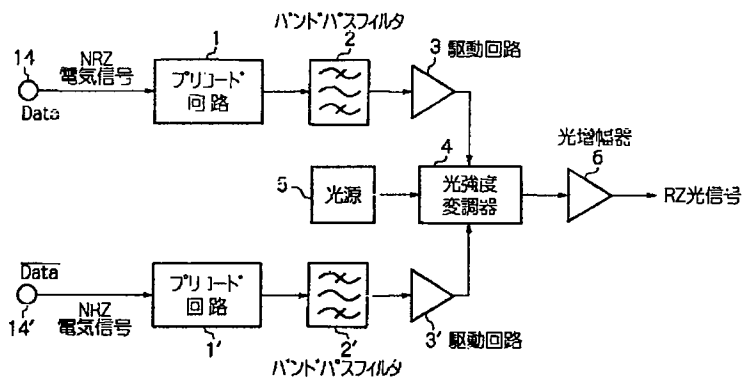 バンドパスフィルタ
14
NRZ
電気信号
Data
1
プリコード
回路
2
3 駆動回路
5
光源
4
光強度
変調器
光増幅器
6
RZ光信号
Data
14'
NRZ
電気信号
プリコード
回路
1'
2'
バンドパスフィルタ
3' 駆動回路